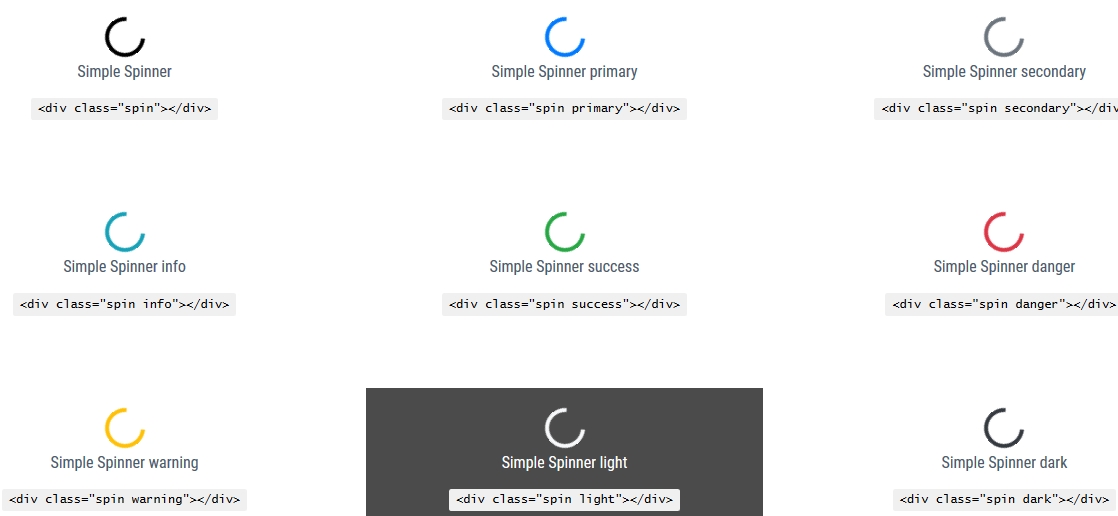 Simple Spinner
<div class="spin"></div>
Simple Spinner primary
<div class="spin primary"></div>
Simple Spinner secondary
<div class="spin secondary"></div
Simple Spinner info
<div class="spin info"></div>
Simple Spinner success
<div class="spin success"></div>
Simple Spinner danger
<div class="spin danger"></div>
Simple Spinner warning
<div class="spin warning"></div>
Simple Spinner light
<div class="spin light"></div>
Simple Spinner dark
<div class="spin dark"></div>